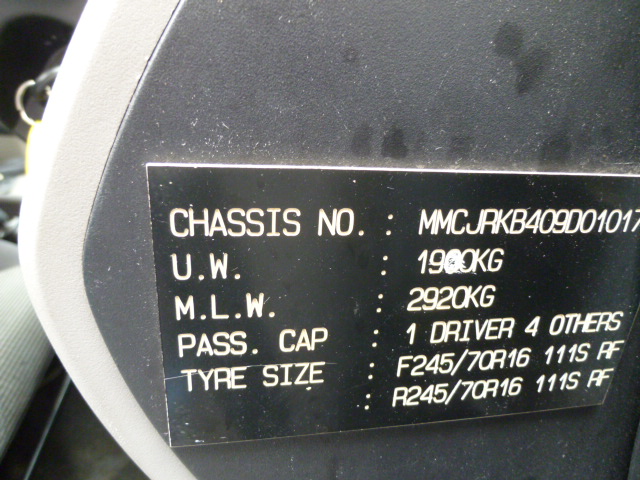 CHASSIS NO. : MMCJRKB409D01017
U.W. : 1900KG
M.L.W. : 2920KG
PASS. CAP : 1 DRIVER 4 OTHERS
TYRE SIZE : F245/70R16 111S RF
: R245/70R16 111S RF